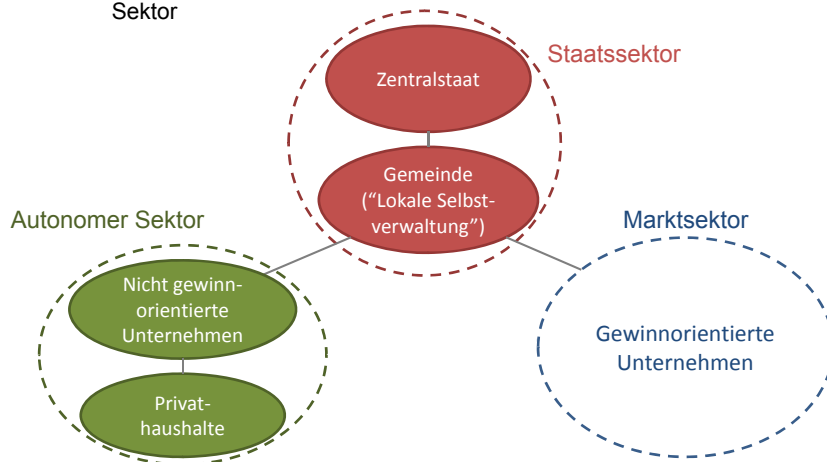 Sektor
Staatssektor
Zentralstaat
Gemeinde
(“Lokale Selbst-
verwaltung”)
Autonomer Sektor
Marktsektor
Nicht gewinn-
orientierte
Unternehmen
Gewinnorientierte
Unternehmen
Privat-
haushalte